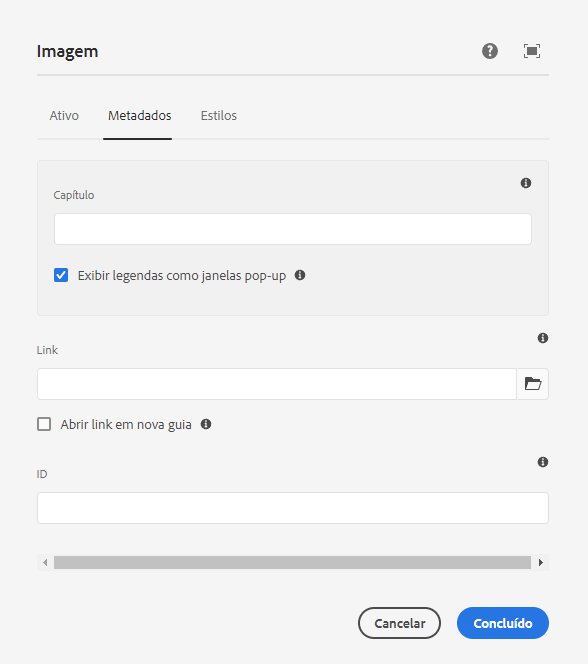 Imagem
Ativo Metadados Estilos
Capítulo
Exibir legendas como janelas pop-up
Link
Abrir link em nova guia
ID
Cancelar Concluído